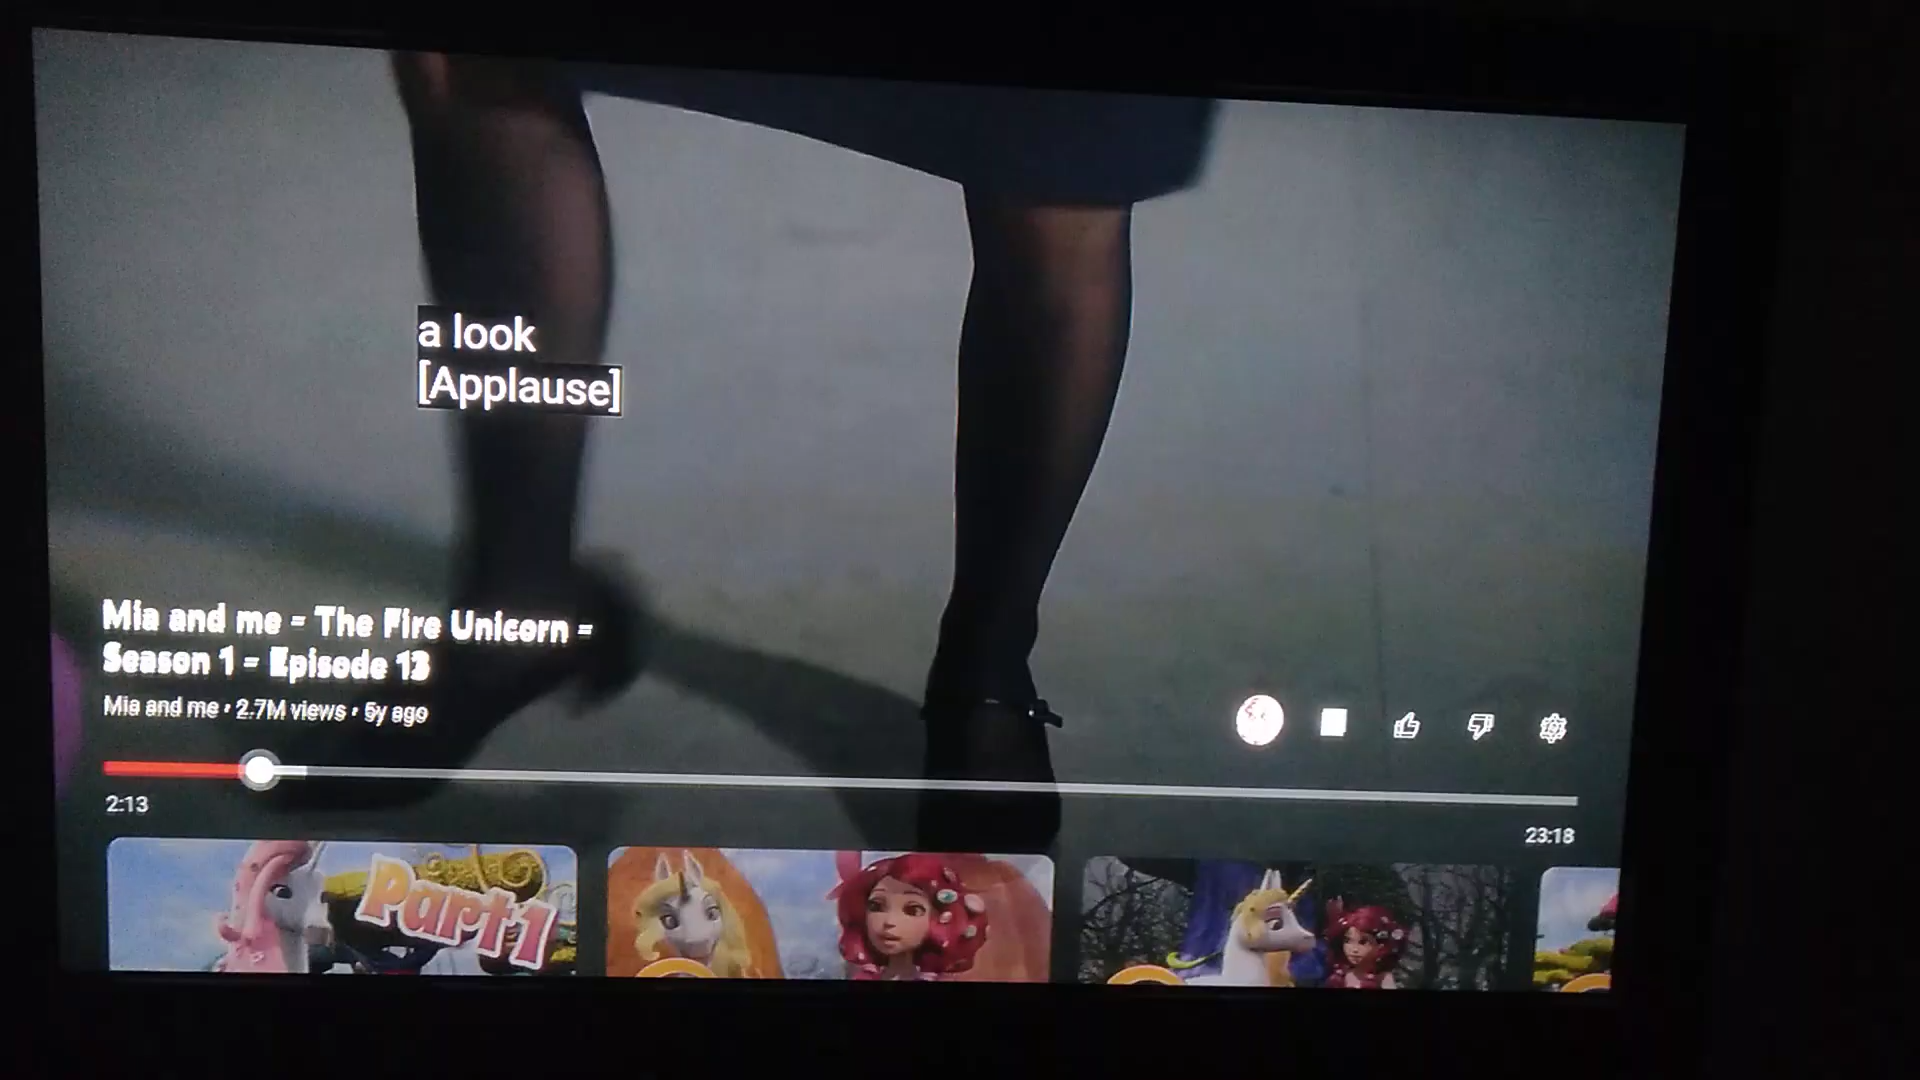 a look
[Applause]
Mia and me - The Fire Unicorn -
Season 1 - Episode 13
Mia and me • 2.7M views • 5y ago
2:13
23:18
Part 1